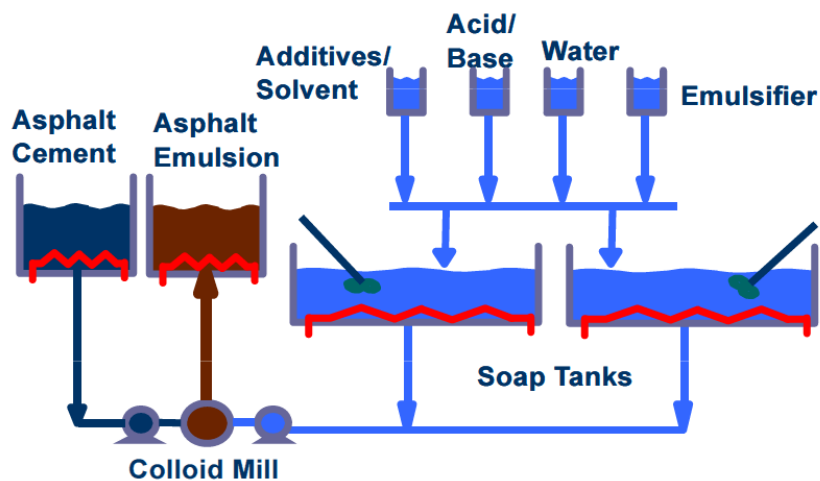 Additives/
Solvent
Acid/
Base
Water
Emulsifier
Asphalt
Cement
Asphalt
Emulsion
Soap Tanks
Colloid Mill